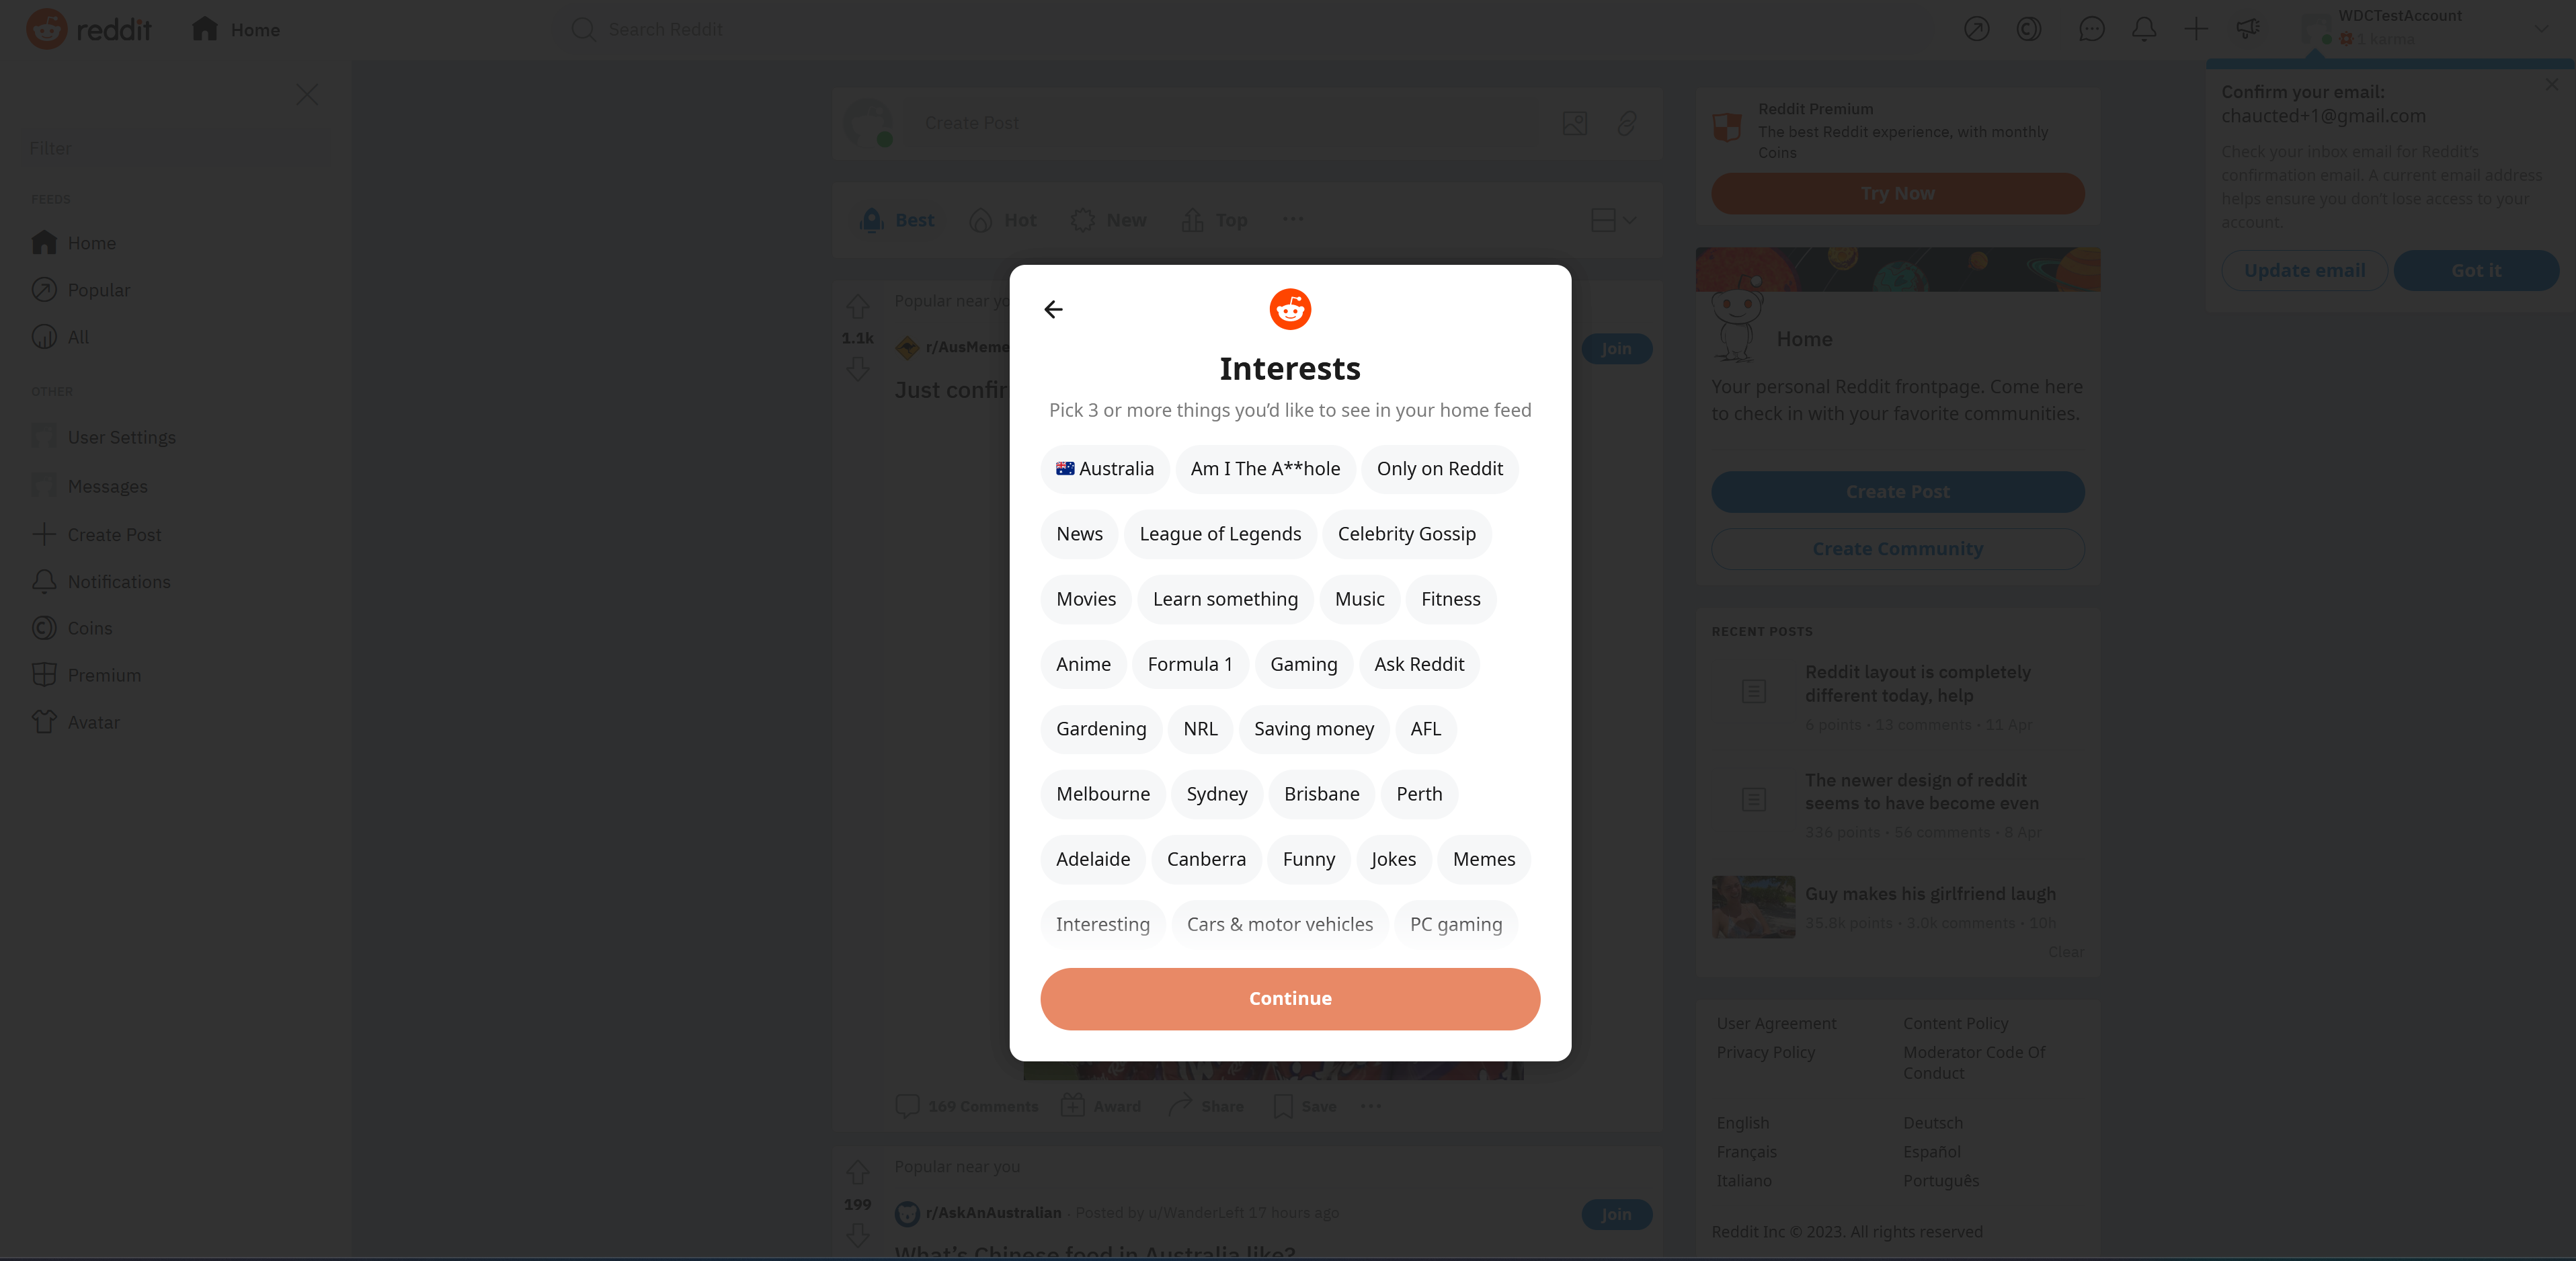 reddit
Home
Search Reddit
WDCTestAccount
1 karma
Filter
FEEDS
Home
Popular
All
OTHER
User Settings
Messages
Create Post
Notifications
Coins
Premium
Avatar
Create Post
Best
Hot
New
Top
Popular near yo
1.1k
r/AusMeme
Just confir
Join
Interests
Pick 3 or more things you’d like to see in your home feed
Australia
Am I The A**hole
Only on Reddit
News
League of Legends
Celebrity Gossip
Movies
Learn something
Music
Fitness
Anime
Formula 1
Gaming
Ask Reddit
Gardening
NRL
Saving money
AFL
Melbourne
Sydney
Brisbane
Perth
Adelaide
Canberra
Funny
Jokes
Memes
Interesting
Cars & motor vehicles
PC gaming
Continue
169 Comments
Award
Share
Save
Popular near you
199
r/AskAnAustralian · Posted by u/WanderLeft 17 hours ago
Join
What’s Chinese food in Australia like?
Reddit Premium
The best Reddit experience, with monthly
Coins
Try Now
Home
Your personal Reddit frontpage. Come here
to check in with your favorite communities.
Create Post
Create Community
RECENT POSTS
Reddit layout is completely
different today, help
6 points · 13 comments · 11 Apr
The newer design of reddit
seems to have become even
336 points · 56 comments · 8 Apr
Guy makes his girlfriend laugh
35.8k points · 3.0k comments · 10h
Clear
User Agreement
Content Policy
Privacy Policy
Moderator Code Of
Conduct
English
Deutsch
Français
Español
Italiano
Português
Reddit Inc © 2023. All rights reserved
Confirm your email:
chaucted+1@gmail.com
Check your inbox email for Reddit’s
confirmation email. A current email address
helps ensure you don’t lose access to your
account.
Update email
Got it